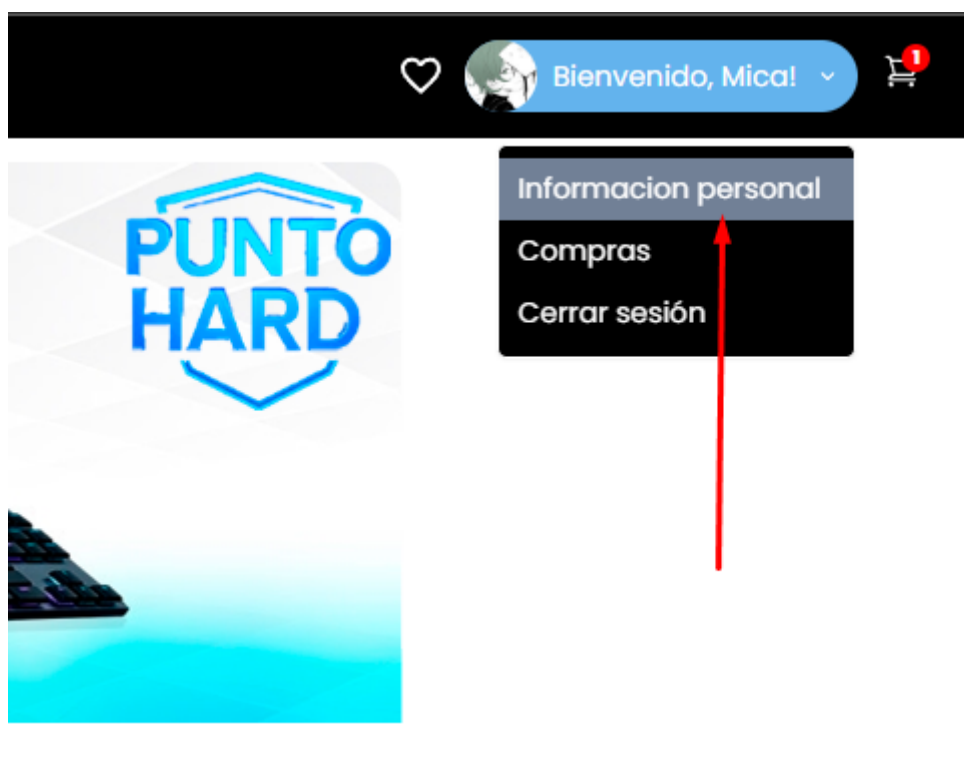 Bienvenido, Mica!
1
Informacion personal
Compras
Cerrar sesión
PUNTO
HARD